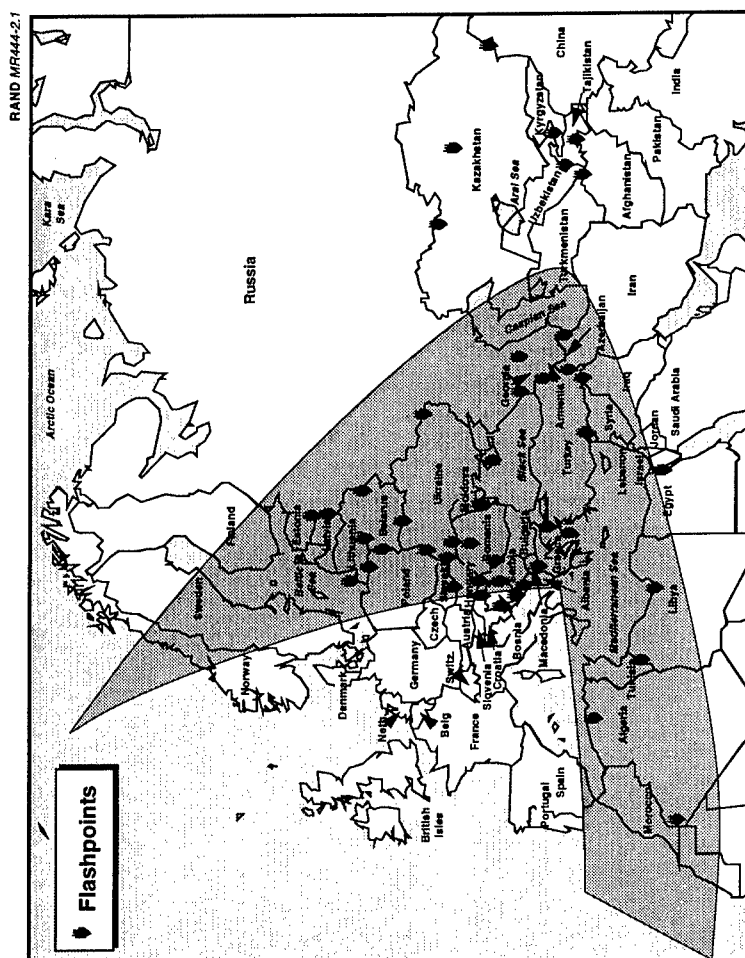 RAND MR444-2.1
Flashpoints
Arctic Ocean
Kara
Sea
Russia
Norway
Sweden
Finland
Baltic
Sea
Estonia
Lithuania
Belarus
Denmark
Neth
Belg
Germany
Poland
Czech
Ukraine
Moldova
British
Isles
France
Switz.
Austria
Slovenia
Croatia
Bosnia
Macedonia
Albania
Romania
Bulgaria
Portugal
Spain
Black Sea
Georgia
Armenia
Azerbaijan
Turkey
Caspian Sea
Kazakhstan
Aral Sea
Uzbekistan
Kyrgyzstan
Tajikistan
Turkmenistan
China
Afghanistan
Pakistan
India
Iran
Iraq
Syria
Lebanon
Israel
Jordan
Saudi Arabia
Egypt
Mediterranean Sea
Libya
Tunisia
Algeria
Morocco